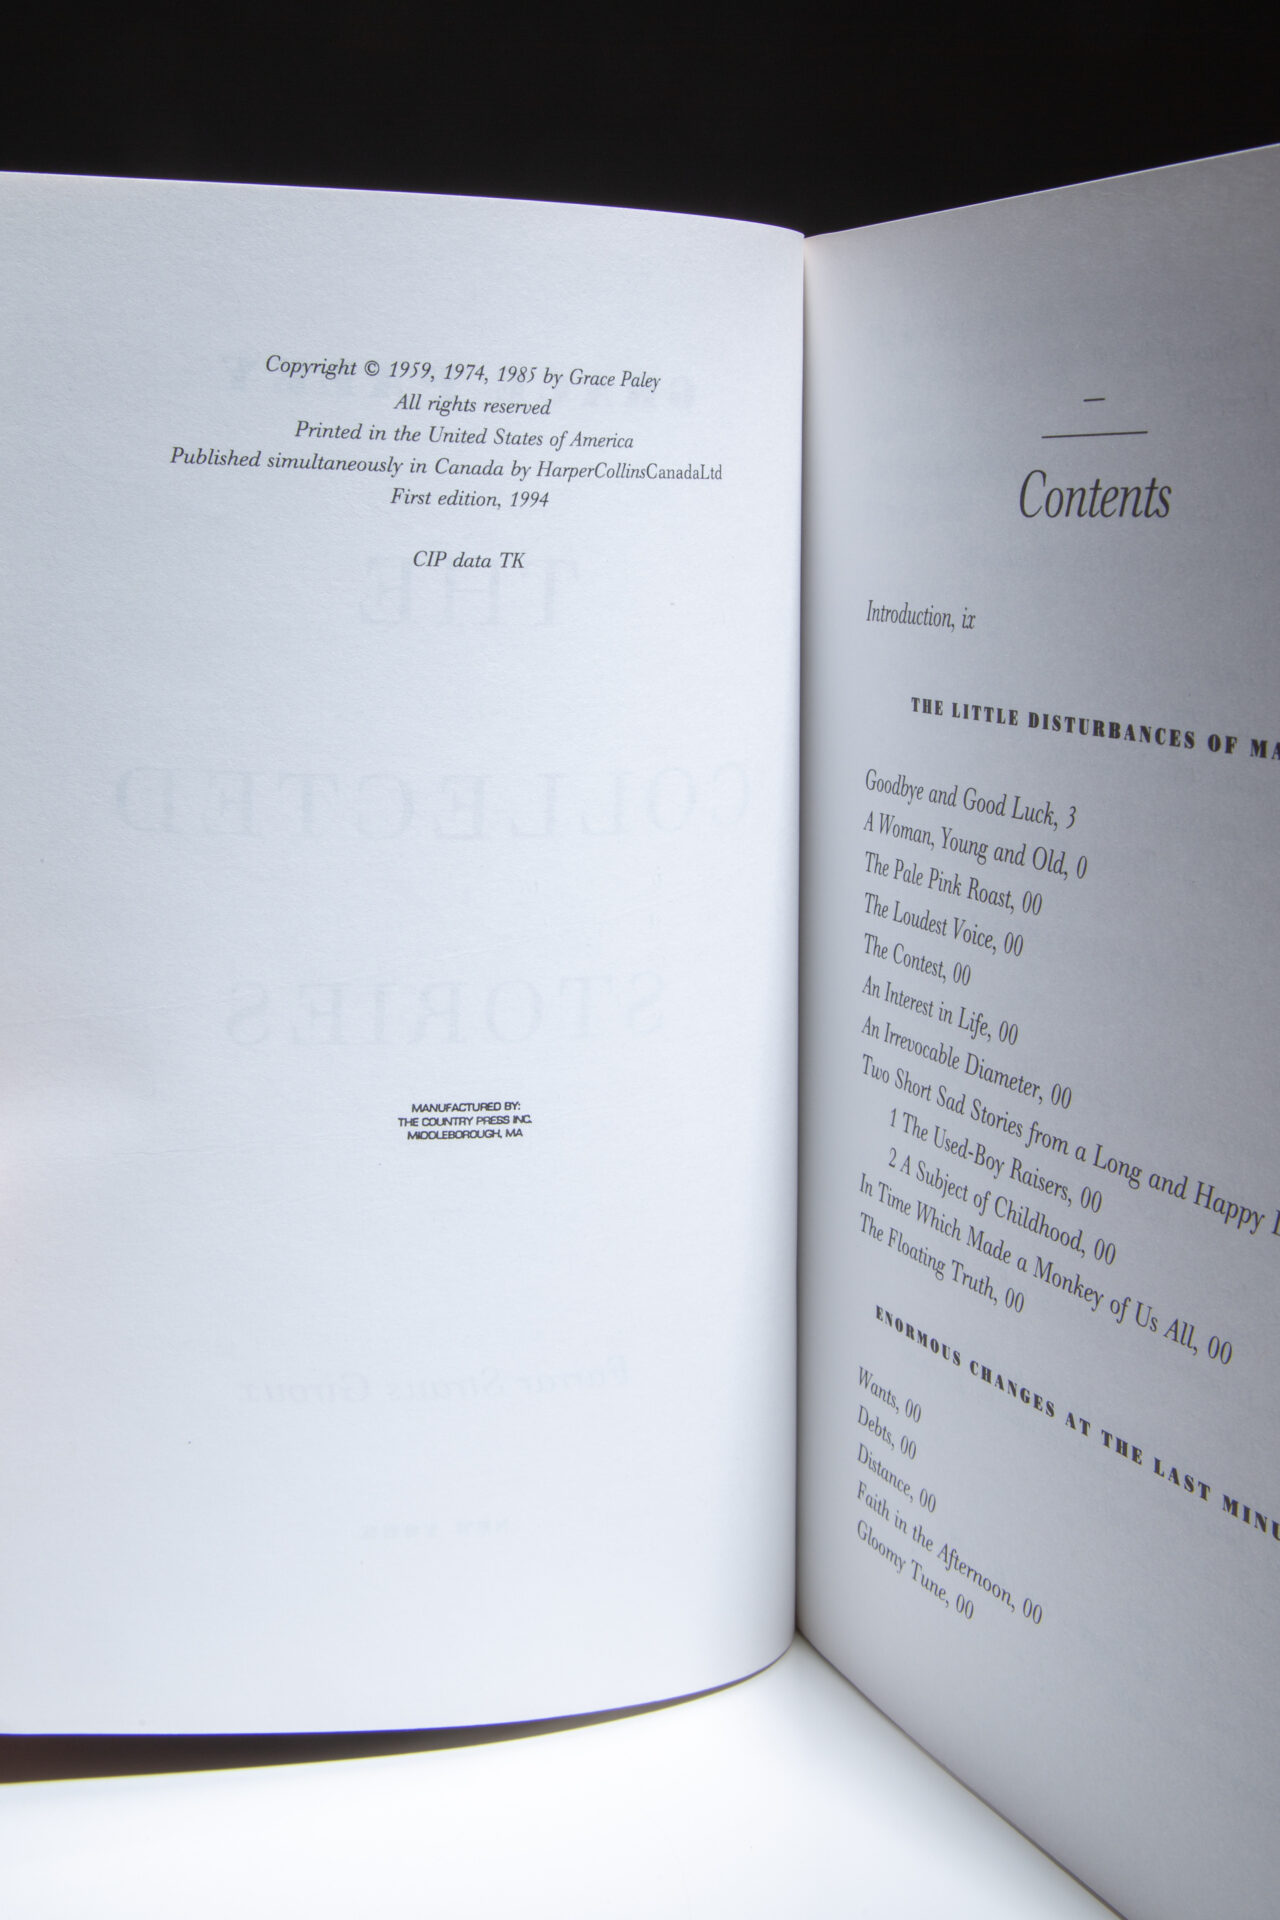 Copyright © 1959, 1974, 1985 by Grace Paley
All rights reserved
Printed in the United States of America
Published simultaneously in Canada by HarperCollinsCanadaLtd
First edition, 1994
CIP data TK
MANUFACTURED BY:
THE COUNTRY PRESS INC.
MIDDLEBOROUGH, MA
Contents
Introduction, ix
THE LITTLE DISTURBANCES OF MA
Goodbye and Good Luck, 3
A Woman, Young and Old, 0
The Pale Pink Roast, 00
The Loudest Voice, 00
The Contest, 00
An Interest in Life, 00
An Irrevocable Diameter, 00
Two Short Sad Stories from a Long and Happy
1 The Used-Boy Raisers, 00
2 A Subject of Childhood, 00
In Time Which Made a Monkey of Us All, 00
The Floating Truth, 00
ENORMOUS CHANGES AT THE LAST MINU
Wants, 00
Debts, 00
Distance, 00
Faith in the Afternoon, 00
Gloomy Tune, 00